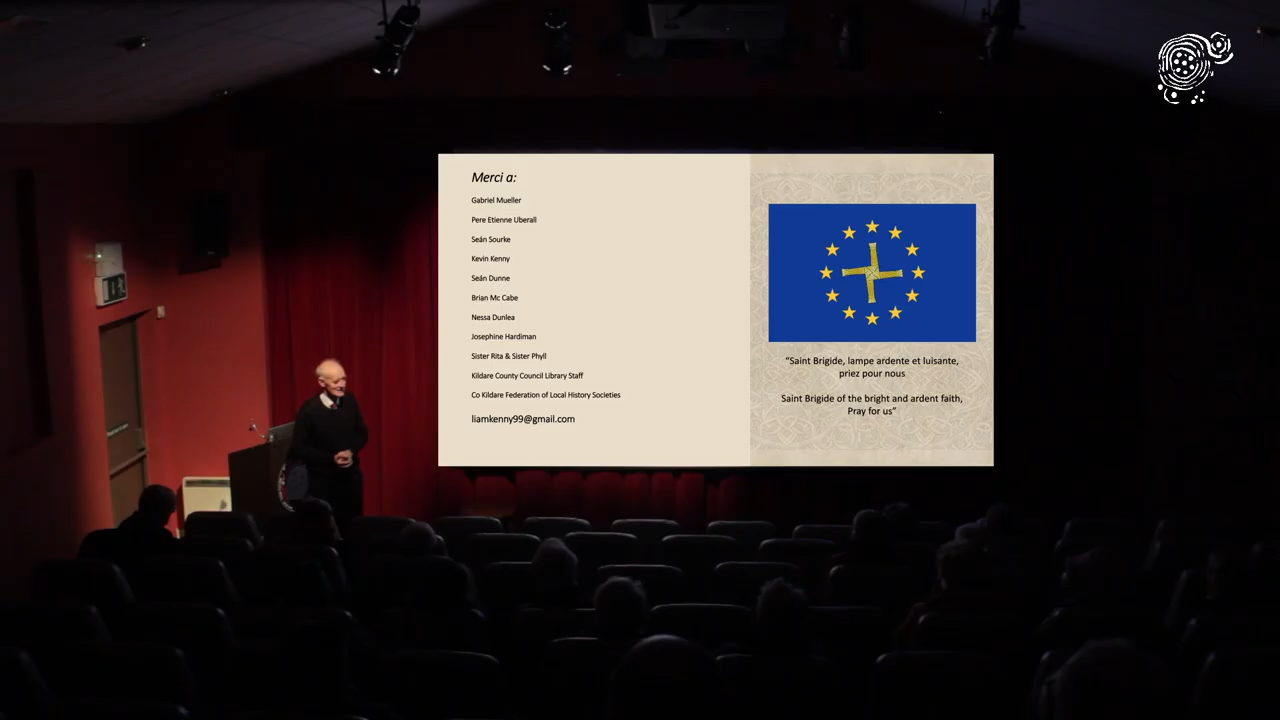 Merci a:
Gabriel Mueller
Pere Etienne Uberall
Seán Sourke
Kevin Kenny
Seán Dunne
Brian Mc Cabe
Nessa Dunlea
Josephine Hardiman
Sister Rita & Sister Phyll
Kildare County Council Library Staff
Co Kildare Federation of Local History Societies
liamkenny99@gmail.com
“Saint Brigide, lampe ardente et luisante,
priez pour nous
Saint Brigide of the bright and ardent faith,
Pray for us”